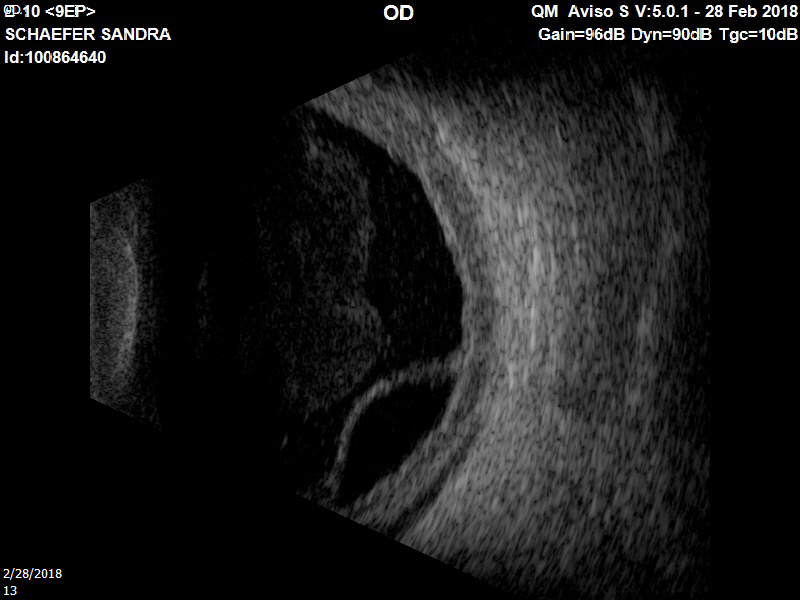 <9EP>
OD
QM Aviso S V:5.0.1 - 28 Feb 2018
SCHAEFER SANDRA
Gain=96dB Dyn=90dB Tgc=10dB
Id:100864640
2/28/2018
13